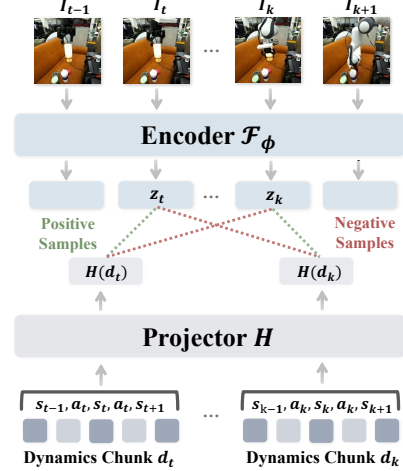 I_{t-1} I_t I_k I_{k+1}
...
Encoder F_ϕ
z_t ... z_k
Positive Samples
Negative Samples
H(d_t) H(d_k)
Projector H
s_{t-1}, a_t, s_t, a_t, s_{t+1} ... s_{k-1}, a_k, s_k, a_k, s_{k+1}
Dynamics Chunk d_t Dynamics Chunk d_k